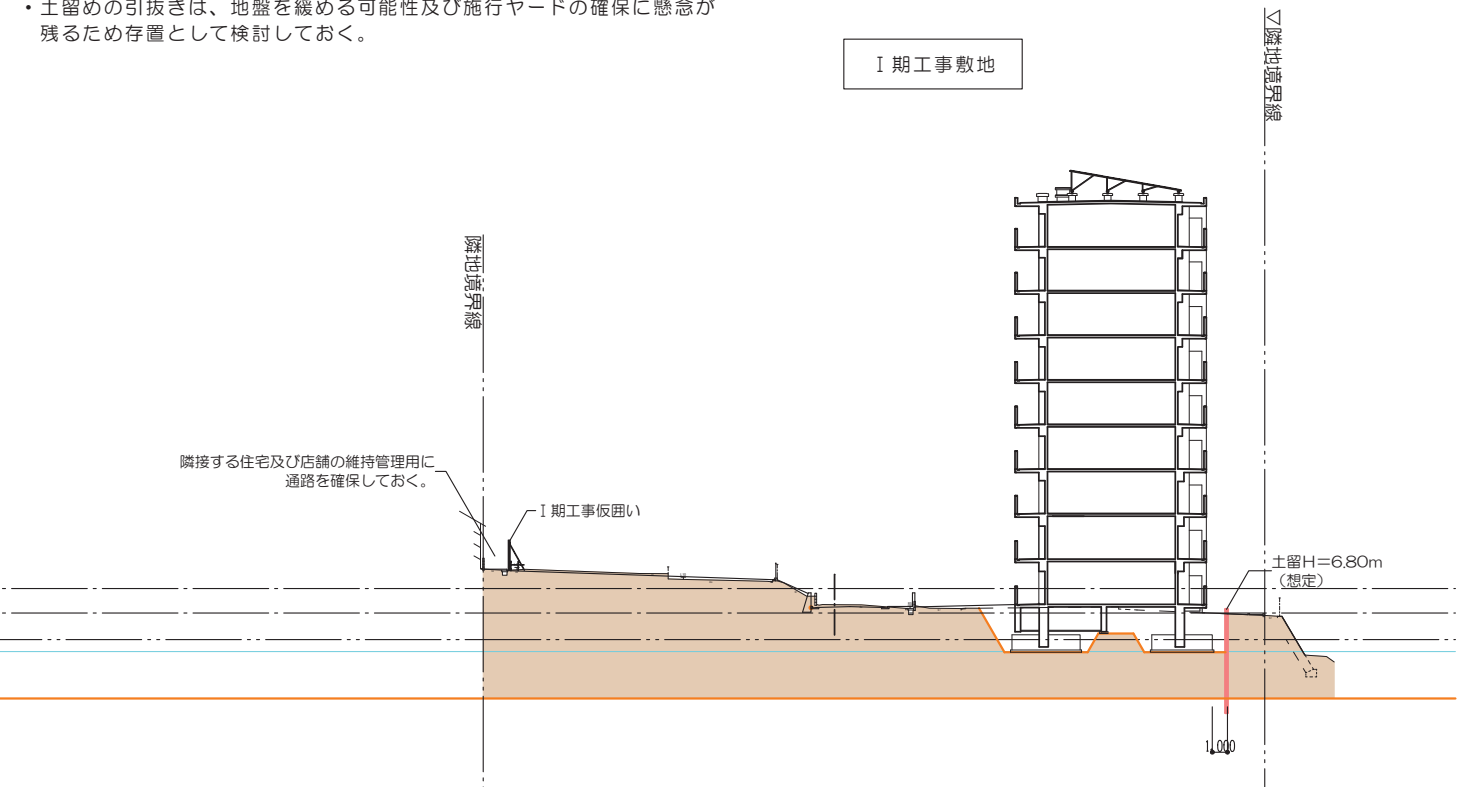 ・土留めの引抜きは、地盤を緩める可能性及び施行ヤードの確保に懸念が
残るため存置として検討しておく。
Ⅰ期工事敷地
▽隣地境界線
隣地境界線
隣接する住宅及び店舗の維持管理用に
通路を確保しておく。
Ⅰ期工事仮囲い
土留H=6.80m
（想定）
1,000